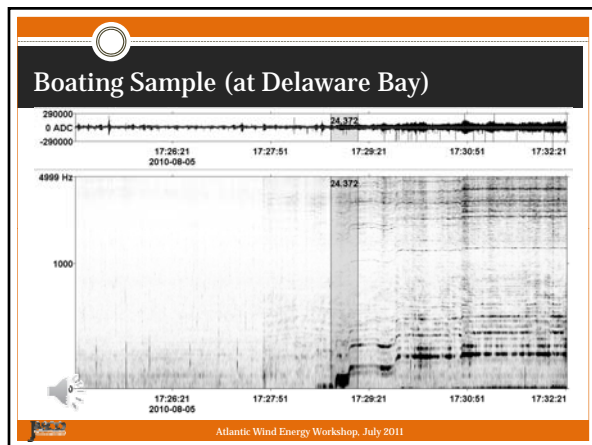 Boating Sample (at Delaware Bay)
290000
24.372
0 ADC
-290000
17:26:21 17:27:51 17:29:21 17:30:51 17:32:21
2010-08-05
4999 Hz
24.372
1000
0
17:26:21 17:27:51 17:29:21 17:30:51 17:32:21
2010-08-05
Atlantic Wind Energy Workshop, July 2011